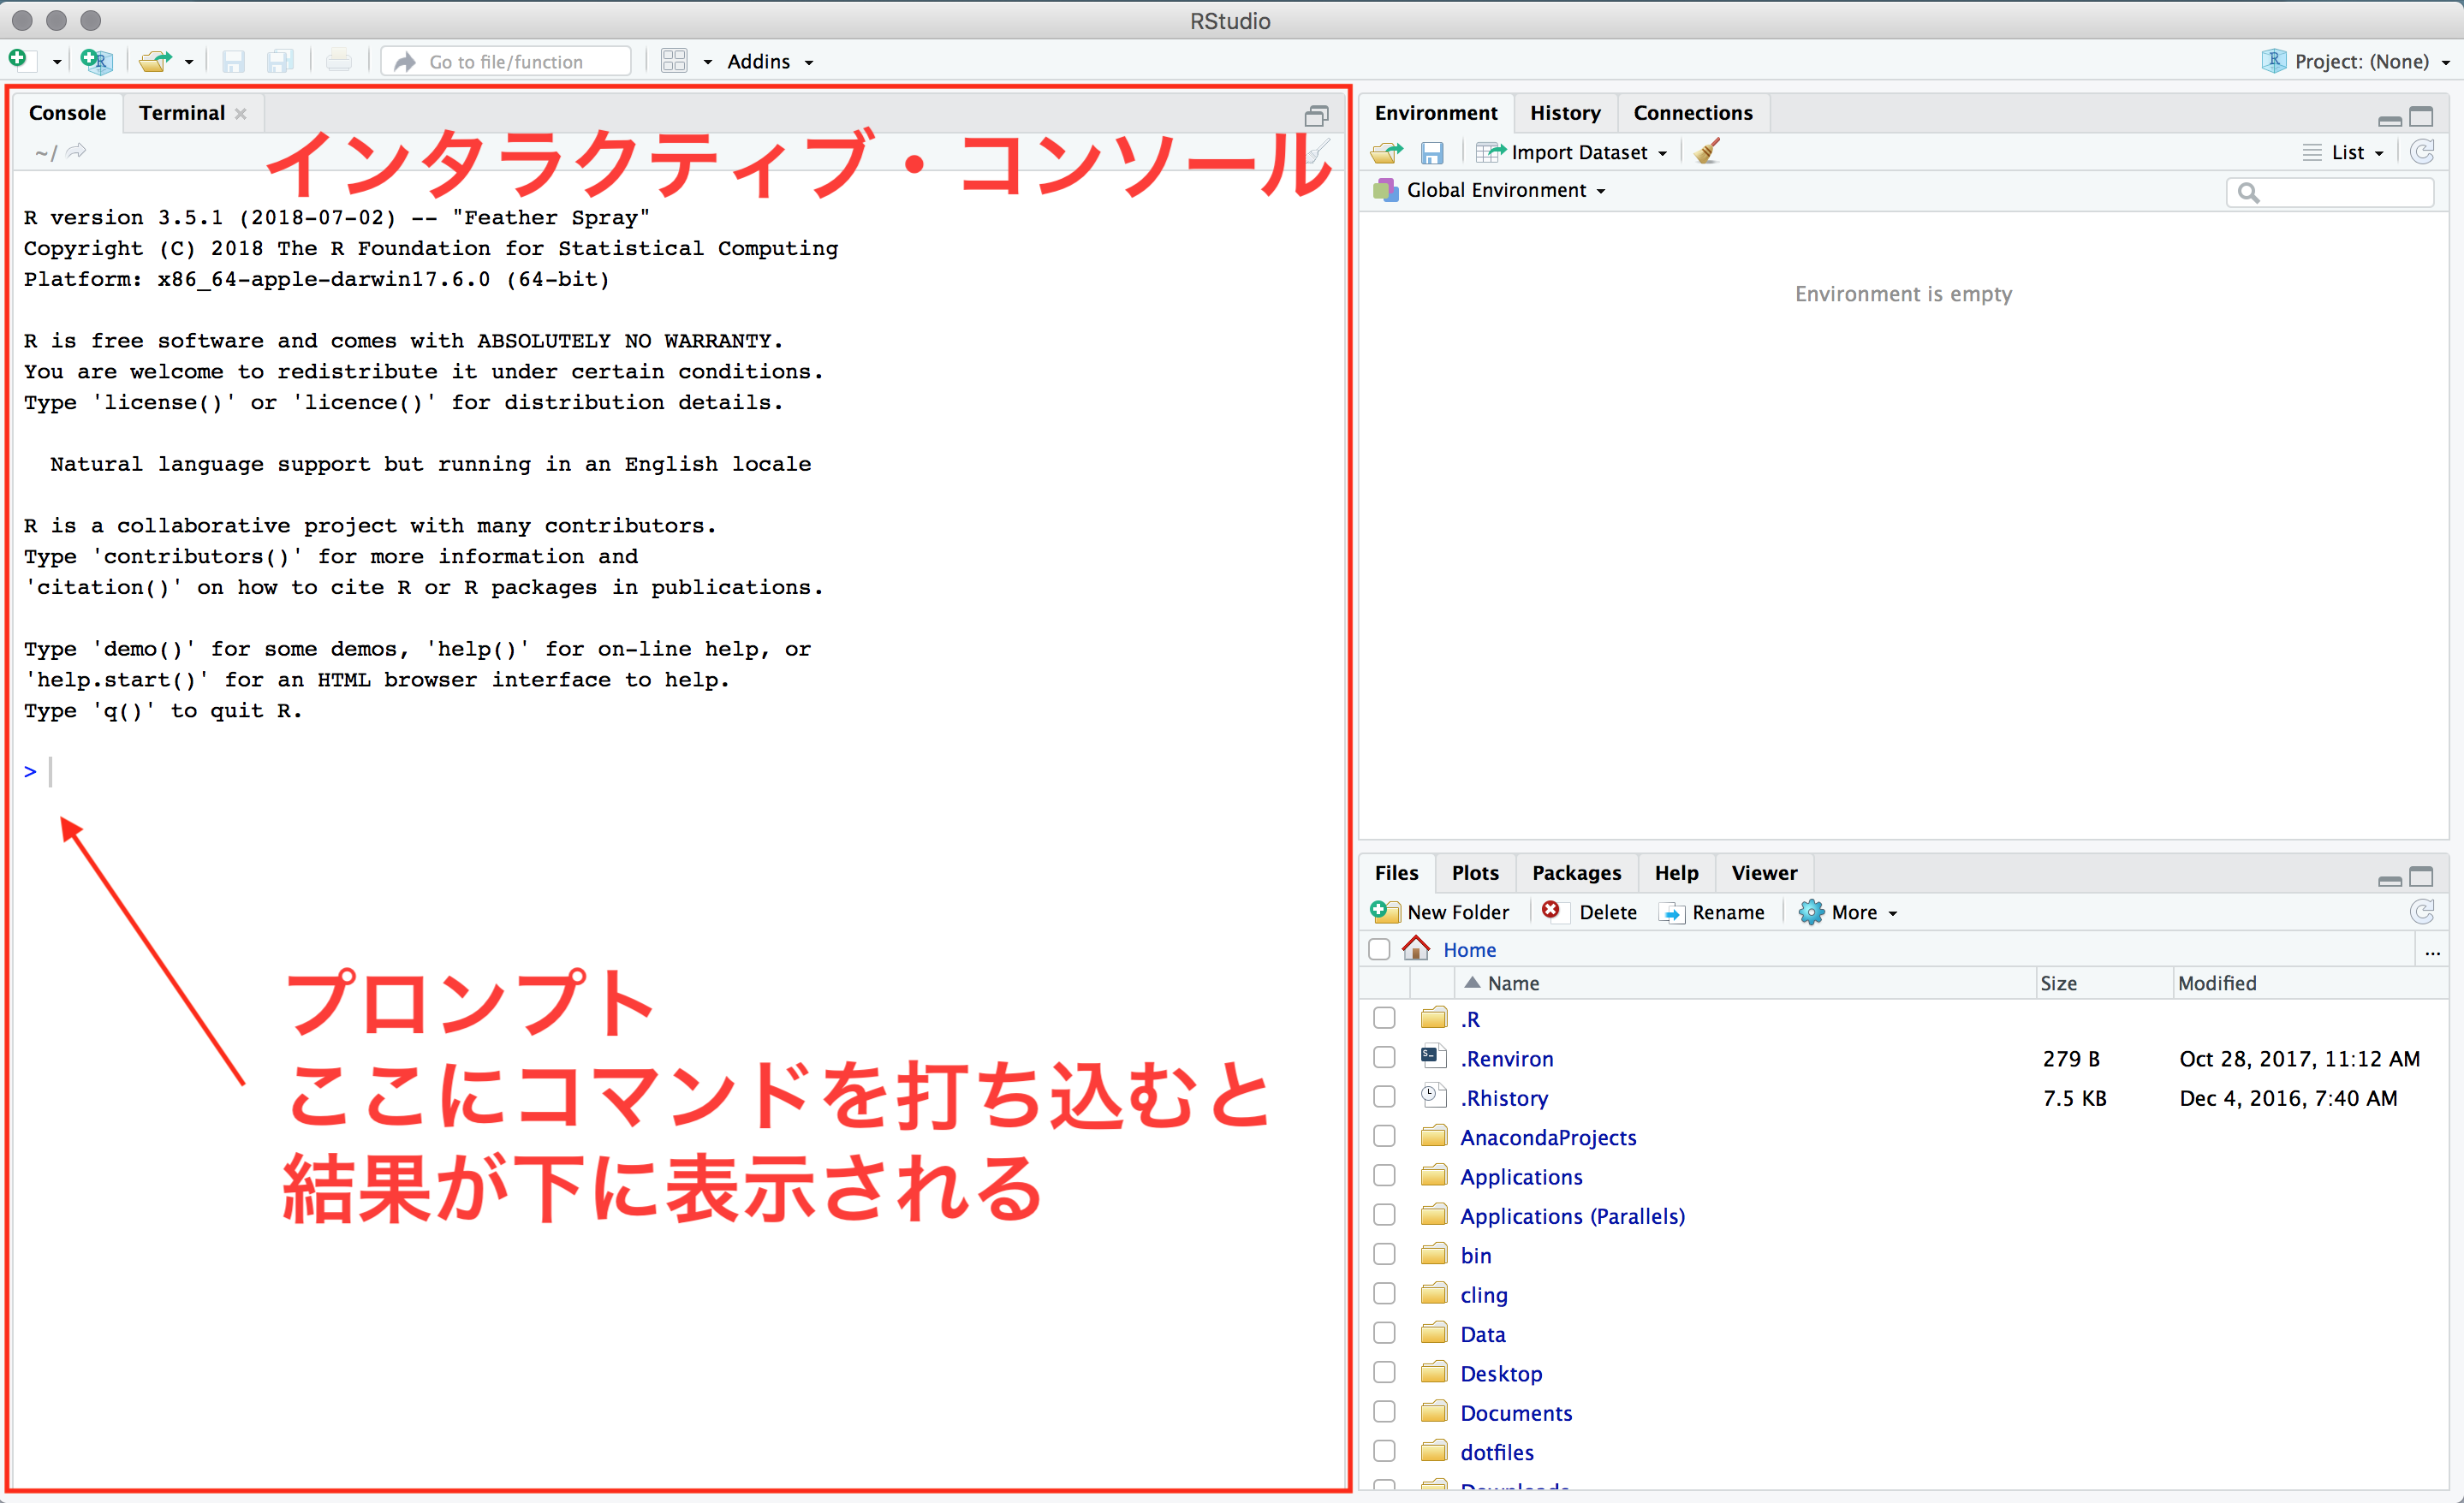 RStudio
Go to file/function
Addins
Project: (None)
Console
Terminal
~/
インタラクティブ・コンソール
R version 3.5.1 (2018-07-02) -- "Feather Spray"
Copyright (C) 2018 The R Foundation for Statistical Computing
Platform: x86_64-apple-darwin17.6.0 (64-bit)
R is free software and comes with ABSOLUTELY NO WARRANTY.
You are welcome to redistribute it under certain conditions.
Type 'license()' or 'licence()' for distribution details.
Natural language support but running in an English locale
R is a collaborative project with many contributors.
Type 'contributors()' for more information and
'citation()' on how to cite R or R packages in publications.
Type 'demo()' for some demos, 'help()' for on-line help, or
'help.start()' for an HTML browser interface to help.
Type 'q()' to quit R.
>
プロンプト
ここにコマンドを打ち込むと
結果が下に表示される
Environment History Connections
Import Dataset
List
Global Environment
Environment is empty
Files Plots Packages Help Viewer
New Folder Delete Rename More
Home
...
Name Size Modified
.R
.Renviron 279 B Oct 28, 2017, 11:12 AM
.Rhistory 7.5 KB Dec 4, 2016, 7:40 AM
AnacondaProjects
Applications
Applications (Parallels)
bin
cling
Data
Desktop
Documents
dotfiles